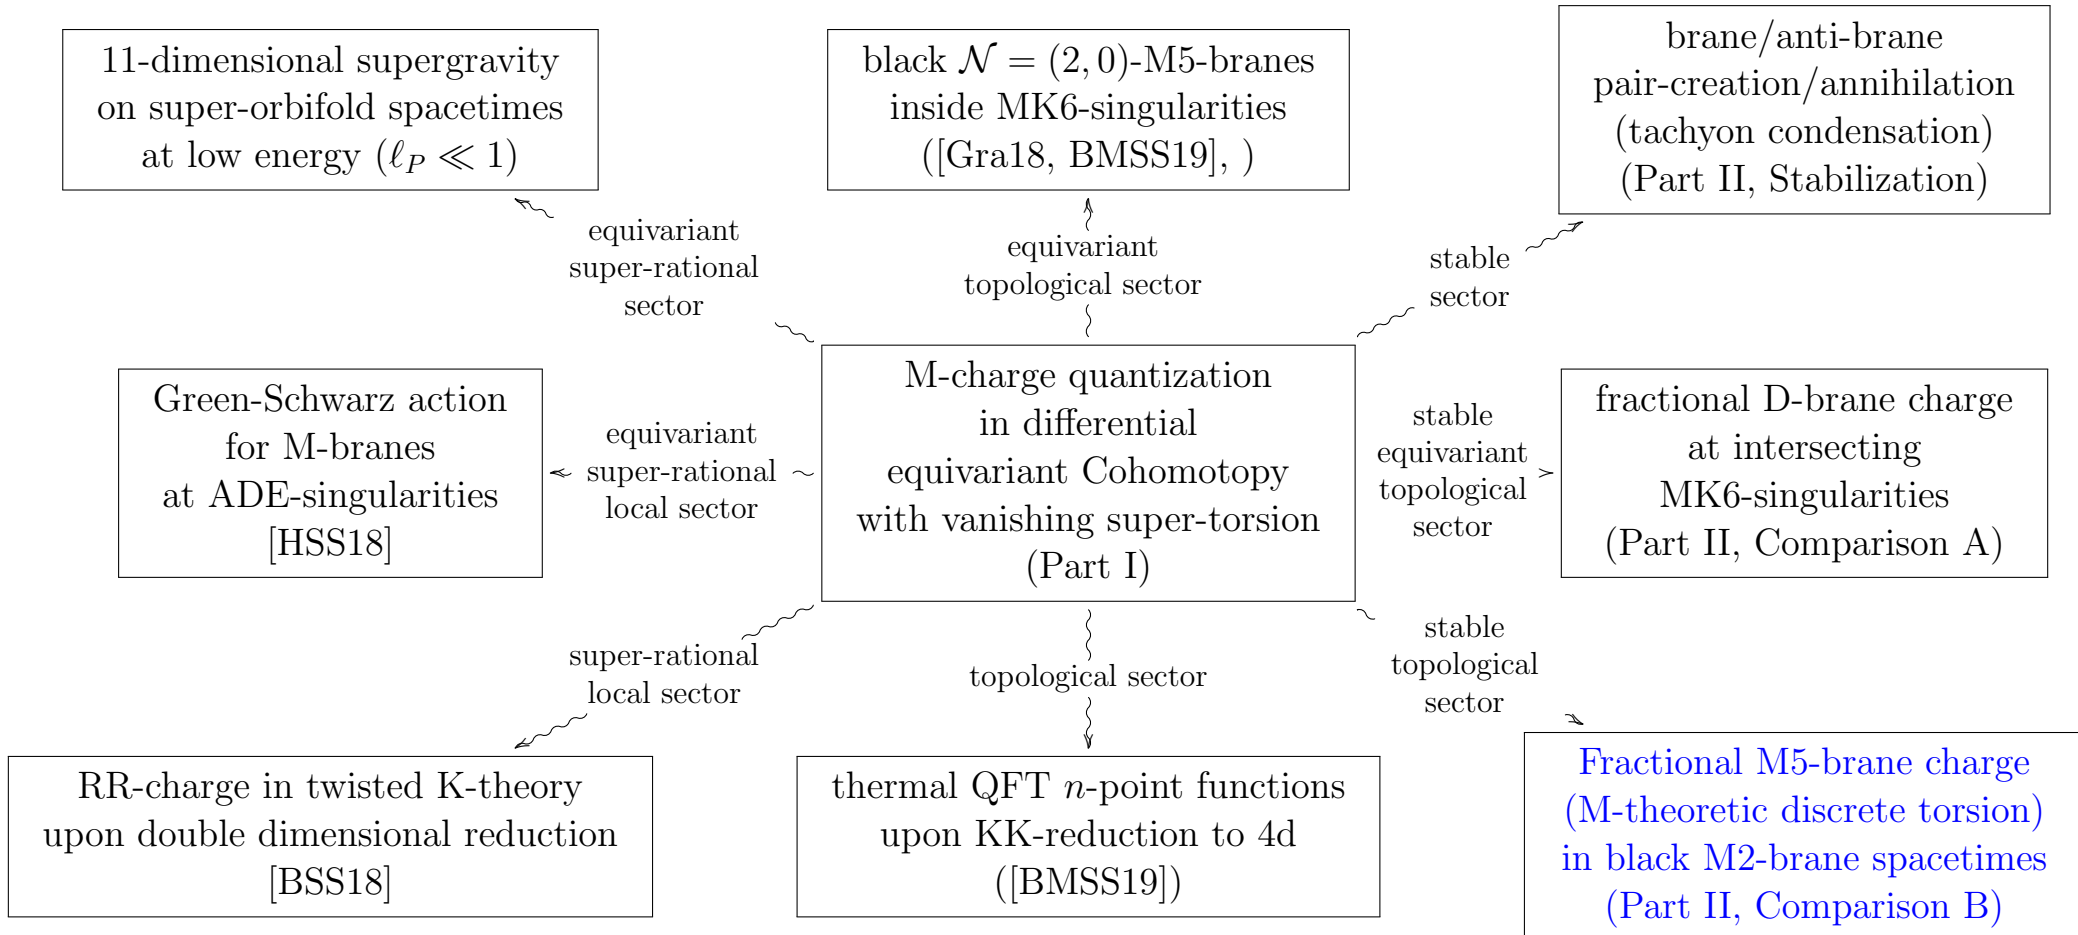 11-dimensional supergravity
on super-orbifold spacetimes
at low energy (ℓ_P ≪ 1)
black 𝒩 = (2, 0)-M5-branes
inside MK6-singularities
([Gra18, BMSS19], )
brane/anti-brane
pair-creation/annihilation
(tachyon condensation)
(Part II, Stabilization)
equivariant
super-rational
sector
equivariant
topological sector
stable
sector
Green-Schwarz action
for M-branes
at ADE-singularities
[HSS18]
equivariant
super-rational
local sector
M-charge quantization
in differential
equivariant Cohomotopy
with vanishing super-torsion
(Part I)
stable
equivariant
topological
sector
fractional D-brane charge
at intersecting
MK6-singularities
(Part II, Comparison A)
super-rational
local sector
topological sector
stable
topological
sector
RR-charge in twisted K-theory
upon double dimensional reduction
[BSS18]
thermal QFT n-point functions
upon KK-reduction to 4d
([BMSS19])
Fractional M5-brane charge
(M-theoretic discrete torsion)
in black M2-brane spacetimes
(Part II, Comparison B)